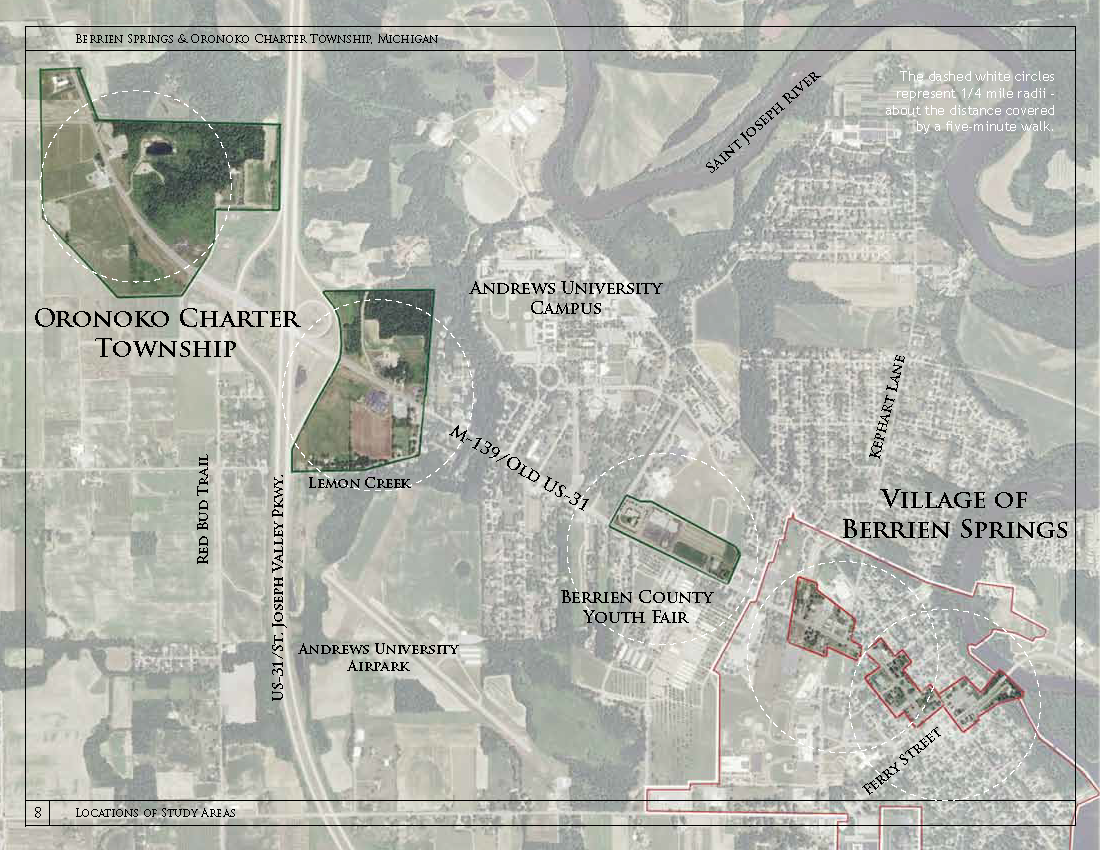 Berrien Springs & Oronoko Charter Township, Michigan
The dashed white circles
represent 1/4 mile radii -
about the distance covered
by a five-minute walk.
Saint Joseph River
Andrews University
Campus
Oronoko Charter
Township
Kephart Lane
M-139/Old US-31
Lemon Creek
Red Bud Trail
US-31/St. Joseph Valley Pkwy.
Village of
Berrien Springs
Berrien County
Youth Fair
Andrews University
Airpark
Ferry Street
8
Locations of Study Areas